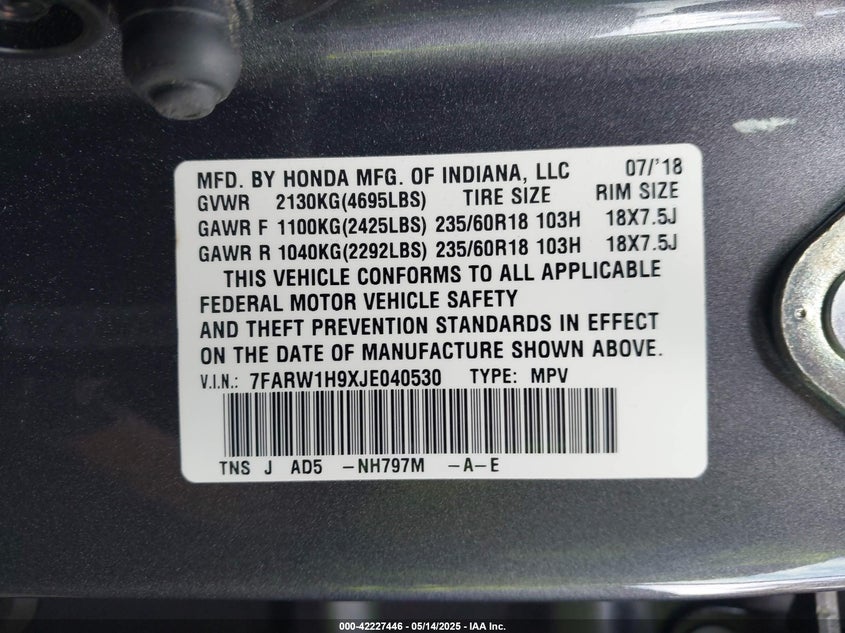 MFD. BY HONDA MFG. OF INDIANA, LLC 07/'18
GVWR 2130KG(4695LBS) TIRE SIZE RIM SIZE
GAWR F 1100KG(2425LBS) 235/60R18 103H 18X7.5J
GAWR R 1040KG(2292LBS) 235/60R18 103H 18X7.5J
THIS VEHICLE CONFORMS TO ALL APPLICABLE
FEDERAL MOTOR VEHICLE SAFETY
AND THEFT PREVENTION STANDARDS IN EFFECT
ON THE DATE OF MANUFACTURE SHOWN ABOVE.
V.I.N.: 7FARW1H9XJE040530 TYPE: MPV
TNS J AD5 -NH797M -A-E
000-42227446 - 05/14/2025 - IAA Inc.